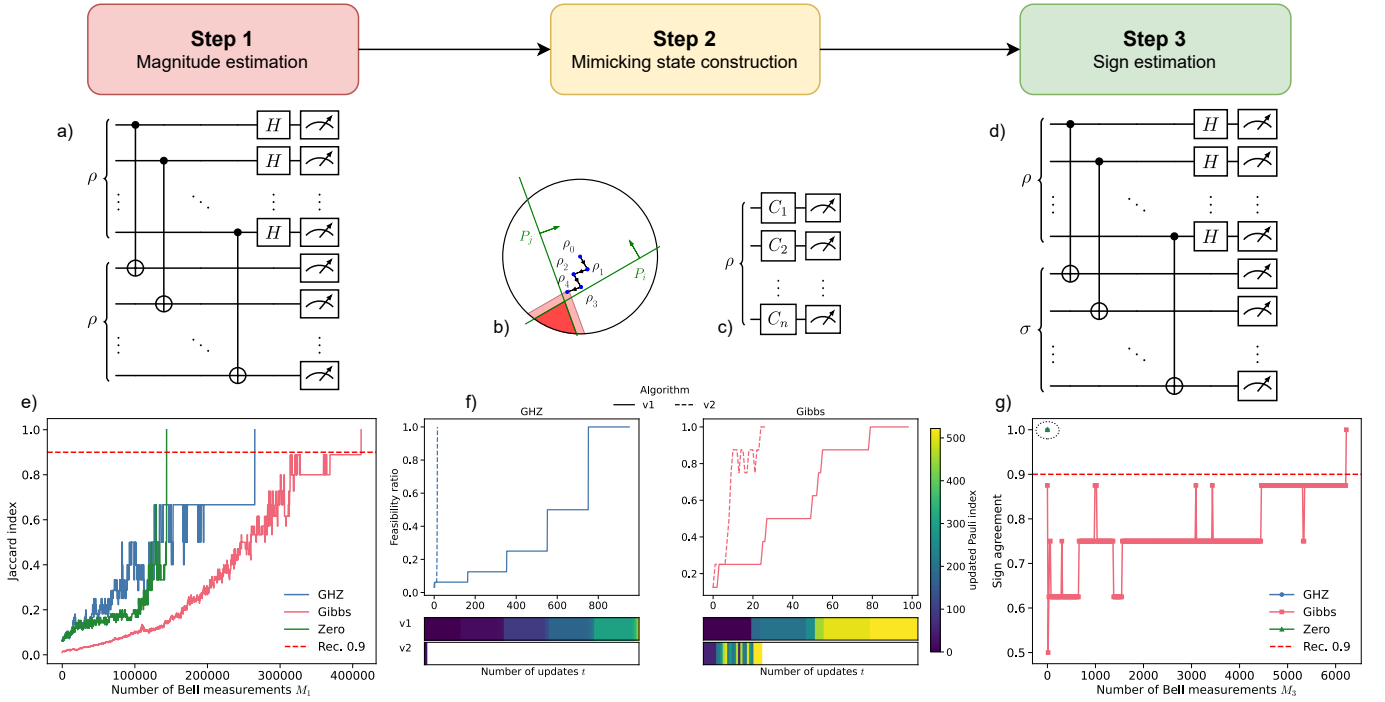 Step 1
Magnitude estimation
Step 2
Mimicking state construction
Step 3
Sign estimation
a)
ρ
ρ
H
H
H
b)
P_j
P_i
ρ_0
ρ_1
ρ_2
ρ_3
ρ_4
c)
ρ
C_1
C_2
C_n
d)
ρ
σ
H
H
H
e)
Jaccard index
1.0
0.8
0.6
0.4
0.2
0.0
GHZ
Gibbs
Zero
Rec. 0.9
0 100000 200000 300000 400000
Number of Bell measurements M_1
f)
Algorithm
v1 v2
GHZ
Gibbs
Feasibility ratio
1.0
0.8
0.6
0.4
0.2
0.0
0 200 400 600 800
1.0
0.8
0.6
0.4
0.2
0 20 40 60 80 100
v1
v2
Number of updates t
v1
v2
Number of updates t
500
400
300
200
100
0
updated Pauli index
g)
Sign agreement
1.0
0.9
0.8
0.7
0.6
0.5
GHZ
Gibbs
Zero
Rec. 0.9
0 1000 2000 3000 4000 5000 6000
Number of Bell measurements M_3